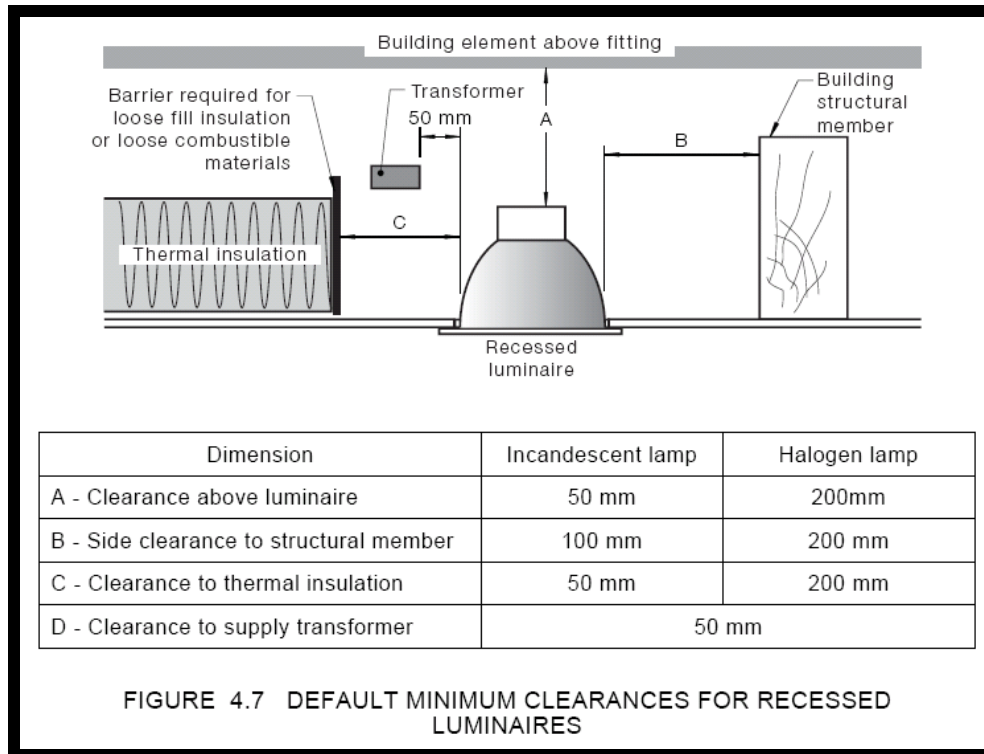 Building element above fitting
Barrier required for
loose fill insulation
or loose combustible
materials
Transformer
50 mm
A
B
Building
structural
member
C
Thermal insulation
Recessed
luminaire
Dimension Incandescent lamp Halogen lamp
A - Clearance above luminaire 50 mm 200mm
B - Side clearance to structural member 100 mm 200 mm
C - Clearance to thermal insulation 50 mm 200 mm
D - Clearance to supply transformer 50 mm
FIGURE 4.7 DEFAULT MINIMUM CLEARANCES FOR RECESSED
LUMINAIRES